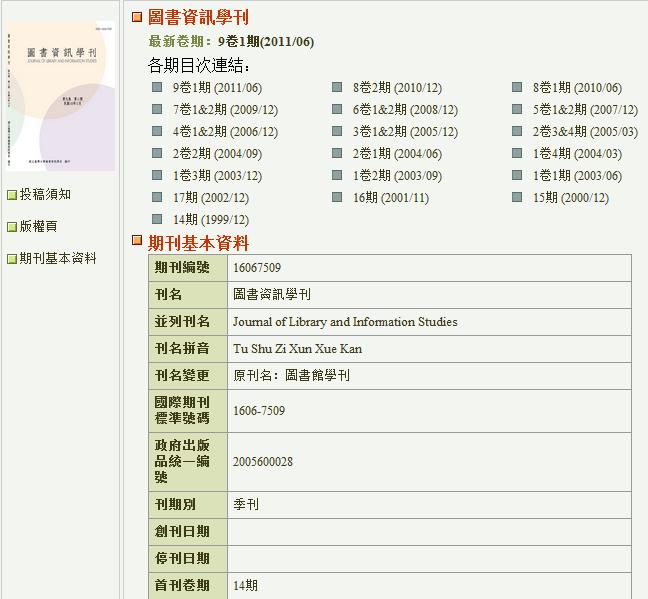 圖書資訊學刊
最新卷期：9卷1期(2011/06)
各期目次連結：
9卷1期 (2011/06)
8卷2期 (2010/12)
8卷1期 (2010/06)
7卷1&2期 (2009/12)
6卷1&2期 (2008/12)
5卷1&2期 (2007/12)
4卷1&2期 (2006/12)
3卷1&2期 (2005/12)
2卷3&4期 (2005/03)
2卷2期 (2004/09)
2卷1期 (2004/06)
1卷4期 (2004/03)
1卷3期 (2003/12)
1卷2期 (2003/09)
1卷1期 (2003/06)
17期 (2002/12)
16期 (2001/11)
15期 (2000/12)
14期 (1999/12)
圖書資訊學刊
JOURNAL OF LIBRARY AND INFORMATION STUDIES
投稿須知
版權頁
期刊基本資料
期刊基本資料
期刊編號 16067509
刊名 圖書資訊學刊
並列刊名 Journal of Library and Information Studies
刊名拼音 Tu Shu Zi Xun Xue Kan
刊名變更 原刊名：圖書館學刊
國際期刊
標準號碼 1606-7509
政府出版
品統一編
號 2005600028
刊期別 季刊
創刊日期
停刊日期
首刊卷期 14期